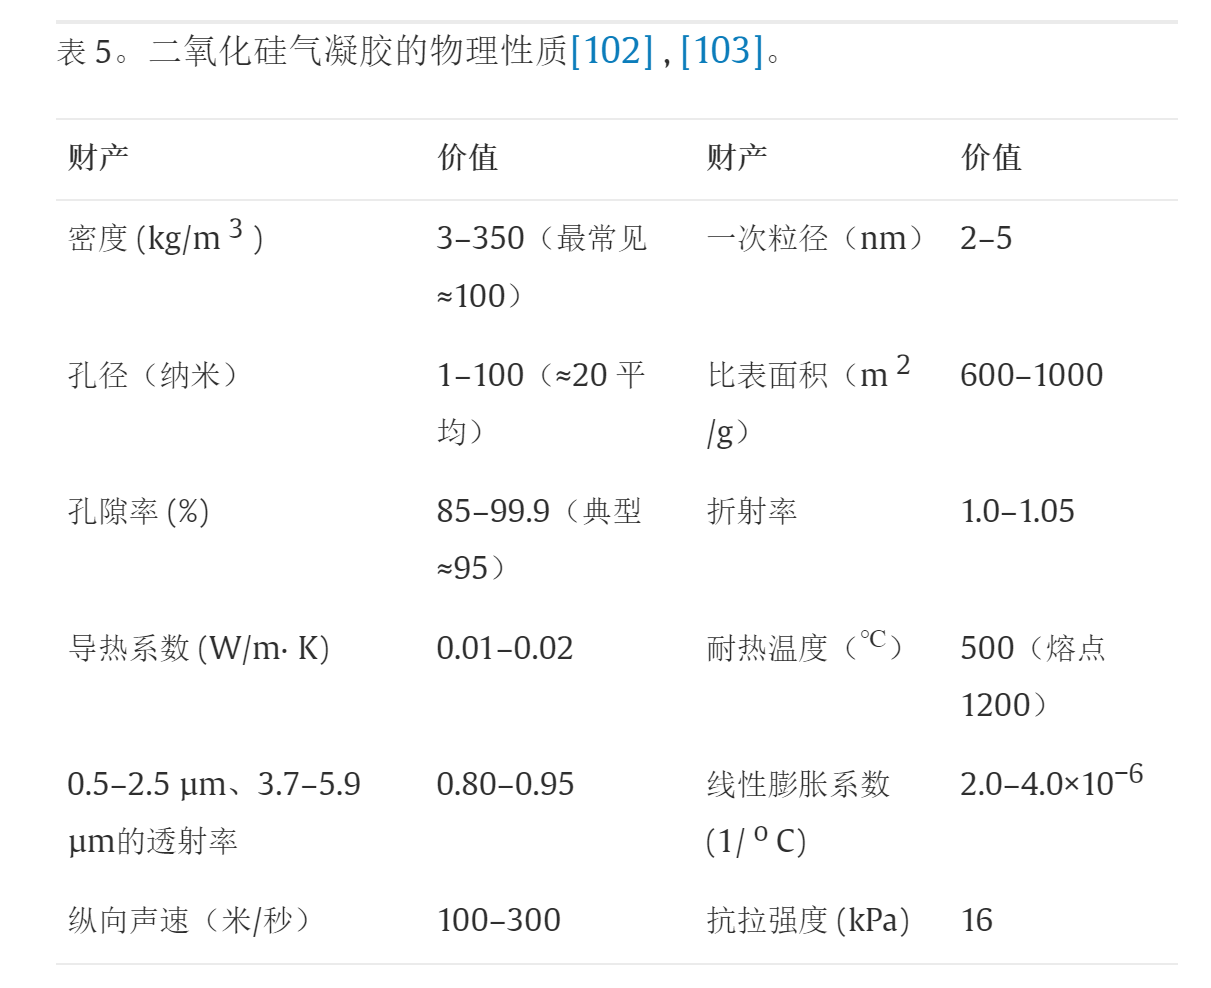 表 5。二氧化硅气凝胶的物理性质[102] , [103]。
财产 价值 财产 价值
密度 (kg/m 3 ) 3–350（最常见 ≈100） 一次粒径（nm） 2–5
孔径（纳米） 1–100（≈20 平均） 比表面积（m 2 /g） 600–1000
孔隙率 (%) 85–99.9（典型 ≈95） 折射率 1.0–1.05
导热系数 (W/m· K) 0.01–0.02 耐热温度（℃） 500（熔点 1200）
0.5–2.5 μm、3.7–5.9 μm的透射率 0.80–0.95 线性膨胀系数 (1/ o C) 2.0–4.0×10−6
纵向声速（米/秒） 100–300 抗拉强度 (kPa) 16